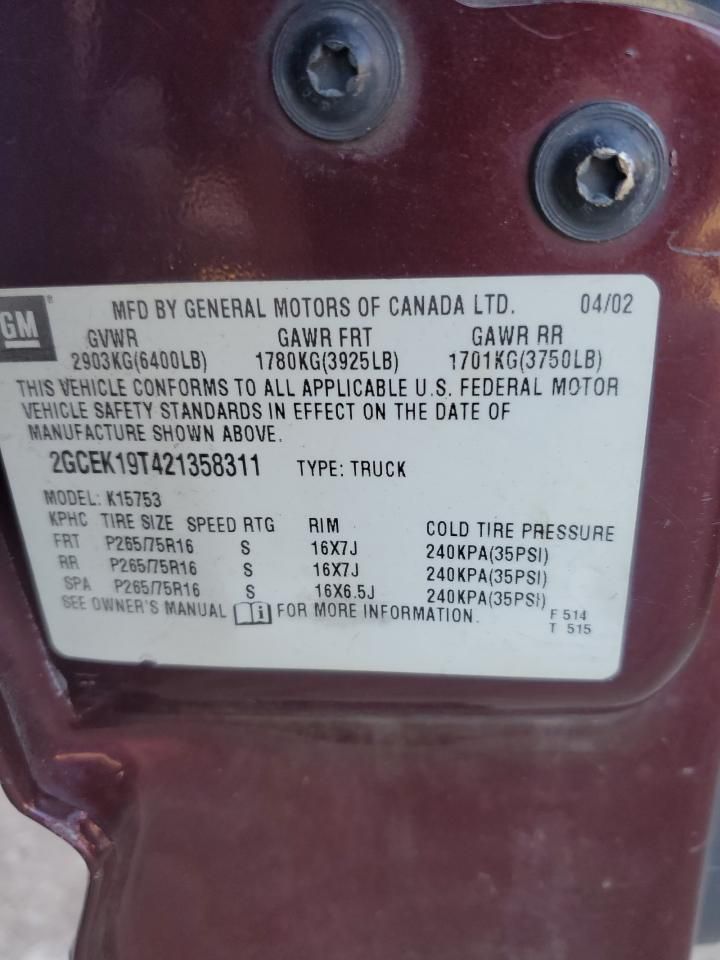 GM®
MFD BY GENERAL MOTORS OF CANADA LTD. 04/02
GVWR GAWR FRT GAWR RR
2903KG(6400LB) 1780KG(3925LB) 1701KG(3750LB)
THIS VEHICLE CONFORMS TO ALL APPLICABLE U.S. FEDERAL MOTOR
VEHICLE SAFETY STANDARDS IN EFFECT ON THE DATE OF
MANUFACTURE SHOWN ABOVE.
2GCEK19T421358311 TYPE: TRUCK
MODEL: K15753
KPHC TIRE SIZE SPEED RTG RIM COLD TIRE PRESSURE
FRT P265/75R16 S 16X7J 240KPA(35PSI)
RR P265/75R16 S 16X7J 240KPA(35PSI)
SPA P265/75R16 S 16X6.5J 240KPA(35PSI)
SEE OWNER'S MANUAL i FOR MORE INFORMATION. F 514
T 515